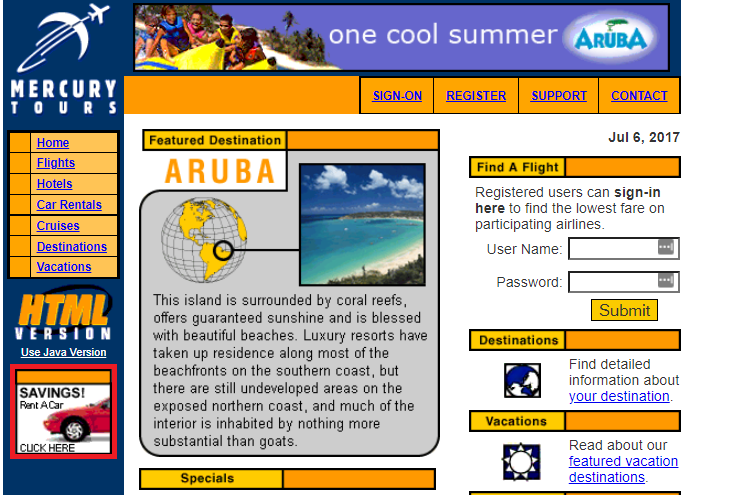 MERCURY
TOURS
one cool summer ARUBA
SIGN-ON REGISTER SUPPORT CONTACT
Home
Flights
Hotels
Car Rentals
Cruises
Destinations
Vacations
HTML
VERSION
Use Java Version
SAVINGS!
Rent A Car
CLICK HERE
Featured Destination
ARUBA
This island is surrounded by coral reefs,
offers guaranteed sunshine and is blessed
with beautiful beaches. Luxury resorts have
taken up residence along most of the
beachfronts on the southern coast, but
there are still undeveloped areas on the
exposed northern coast, and much of the
interior is inhabited by nothing more
substantial than goats.
Specials
Jul 6, 2017
Find A Flight
Registered users can sign-in
here to find the lowest fare on
participating airlines.
User Name:
Password:
Submit
Destinations
Find detailed
information about
your destination.
Vacations
Read about our
featured vacation
destinations.